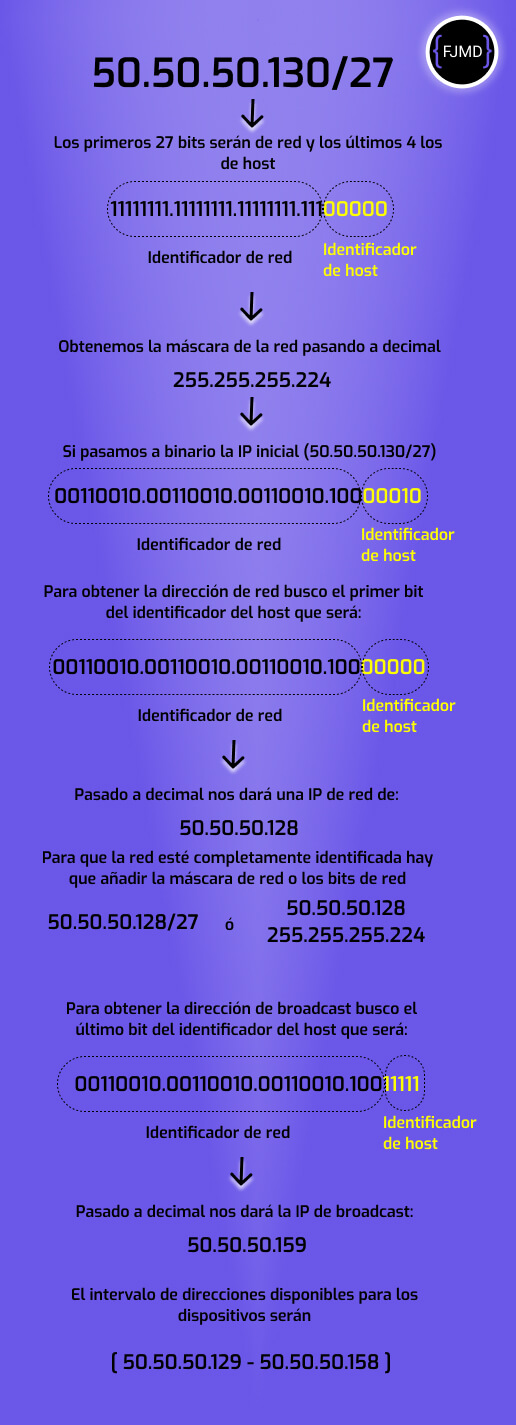 {FJMD}
50.50.50.130/27
Los primeros 27 bits serán de red y los últimos 4 los
de host
11111111.11111111.11111111.11100000
Identificador de red
Identificador
de host
Obtenemos la máscara de la red pasando a decimal
255.255.255.224
Si pasamos a binario la IP inicial (50.50.50.130/27)
00110010.00110010.00110010.10000010
Identificador de red
Identificador
de host
Para obtener la dirección de red busco el primer bit
del identificador del host que será:
00110010.00110010.00110010.10000000
Identificador de red
Identificador
de host
Pasado a decimal nos dará una IP de red de:
50.50.50.128
Para que la red esté completamente identificada hay
que añadir la máscara de red o los bits de red
50.50.50.128/27 ó 50.50.50.128
255.255.255.224
Para obtener la dirección de broadcast busco el
último bit del identificador del host que será:
00110010.00110010.00110010.10011111
Identificador de red
Identificador
de host
Pasado a decimal nos dará la IP de broadcast:
50.50.50.159
El intervalo de direcciones disponibles para los
dispositivos serán
[ 50.50.50.129 - 50.50.50.158 ]